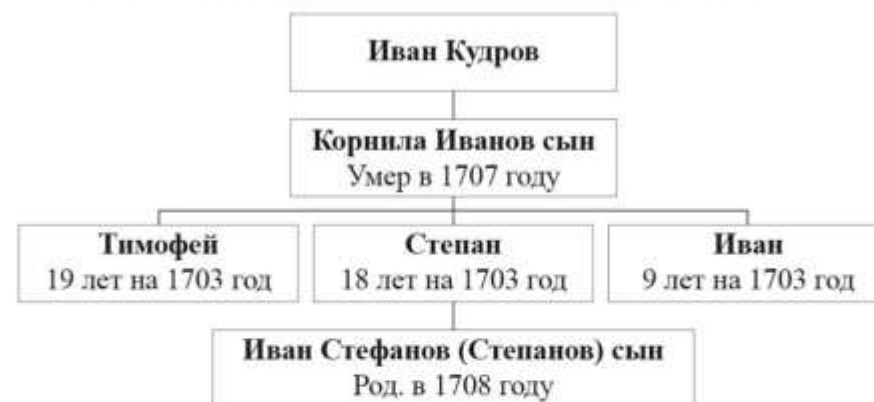 Иван Кудров
Корнила Иванов сын
Умер в 1707 году
Тимофей
19 лет на 1703 год
Степан
18 лет на 1703 год
Иван
9 лет на 1703 год
Иван Стефанов (Степанов) сын
Род. в 1708 году